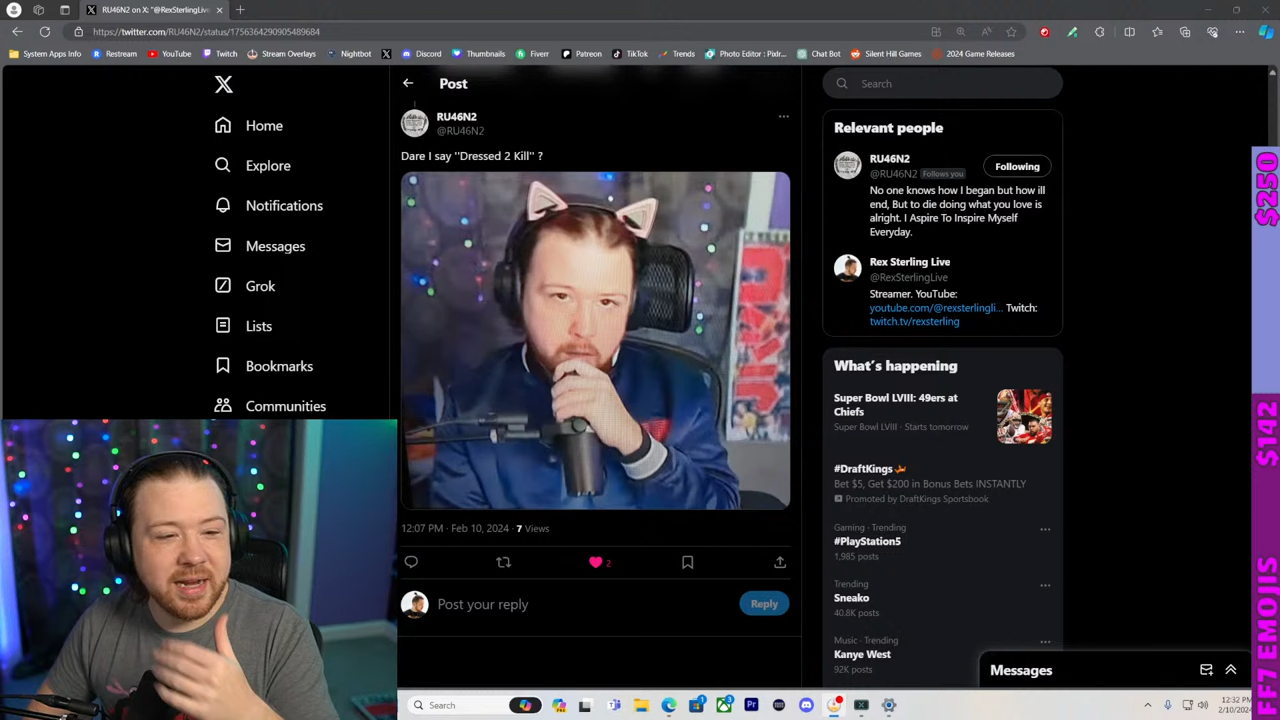 RU46N2 on X: "@RexSterlingLive
https://twitter.com/RU46N2/status/1756364290905489684
System Apps Info
Restream
YouTube
Twitch
Stream Overlays
Nightbot
Discord
Thumbnails
Fiverr
Patreon
TikTok
Trends
Photo Editor : Pixlr...
Chat Bot
Silent Hill Games
2024 Game Releases
Home
Explore
Notifications
Messages
Grok
Lists
Bookmarks
Communities
Post
RU46N2
@RU46N2
Dare I say "Dressed 2 Kill" ?
12:07 PM · Feb 10, 2024 · 7 Views
2
Post your reply
Reply
Search
Relevant people
RU46N2
@RU46N2 Follows you
Following
No one knows how I began but how ill
end, But to die doing what you love is
alright. I Aspire To Inspire Myself
Everyday.
Rex Sterling Live
@RexSterlingLive
Streamer. YouTube:
youtube.com/@rexsterlingli... Twitch:
twitch.tv/rexsterling
What's happening
Super Bowl LVIII: 49ers at
Chiefs
Super Bowl LVIII · Starts tomorrow
#DraftKings
Bet $5, Get $200 in Bonus Bets INSTANTLY
Promoted by DraftKings Sportsbook
Gaming · Trending
#PlayStation5
1,985 posts
Trending
Sneako
40.8K posts
Music · Trending
Kanye West
92K posts
Messages
Search
12:32 PM
$250
$142
FF7 EMOJIS